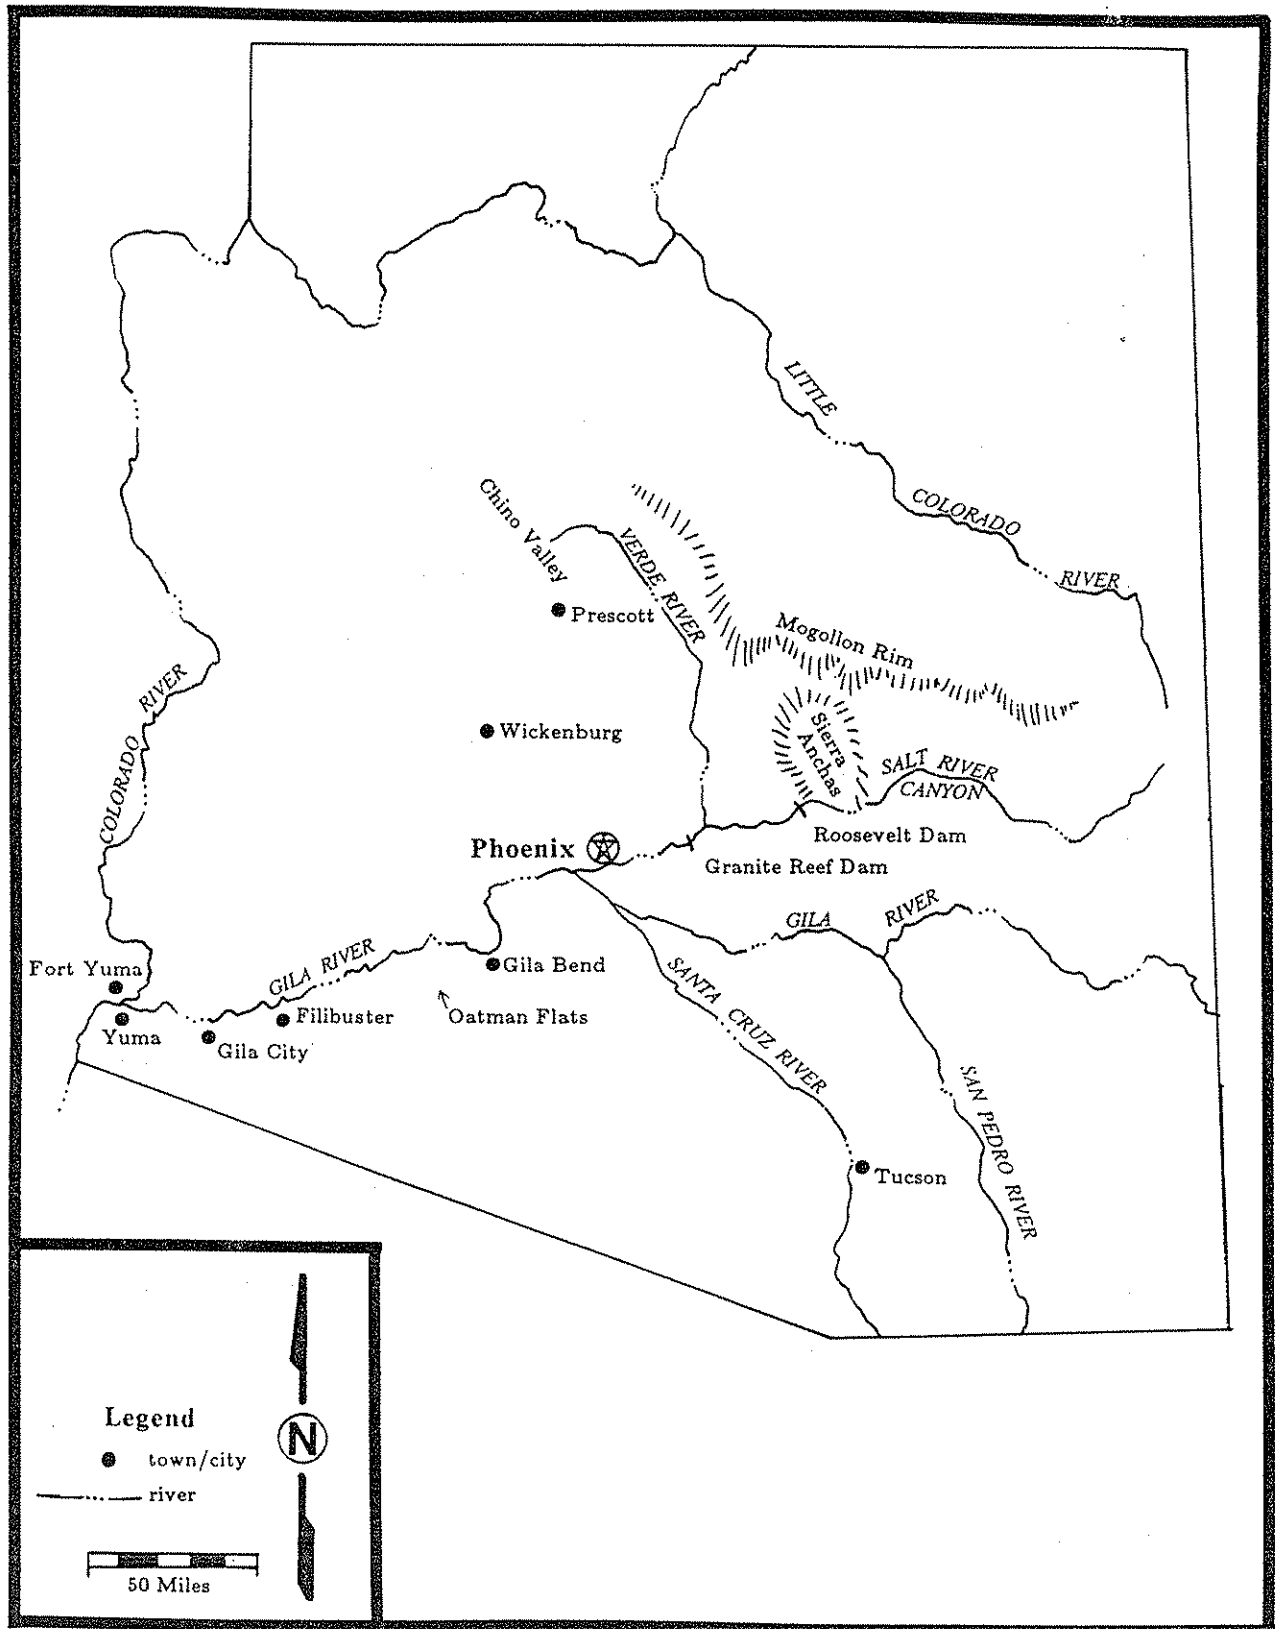 LITTLE
COLORADO
RIVER
Chino Valley
VERDE RIVER
Prescott
Mogollon Rim
COLORADO RIVER
Wickenburg
Sierra
Anchas
SALT RIVER
CANYON
Roosevelt Dam
Phoenix
Granite Reef Dam
GILA RIVER
GILA RIVER
Fort Yuma
Gila Bend
SANTA CRUZ RIVER
Filibuster
Oatman Flats
Yuma
Gila City
SAN PEDRO RIVER
Tucson
Legend
town/city
river
N
50 Miles